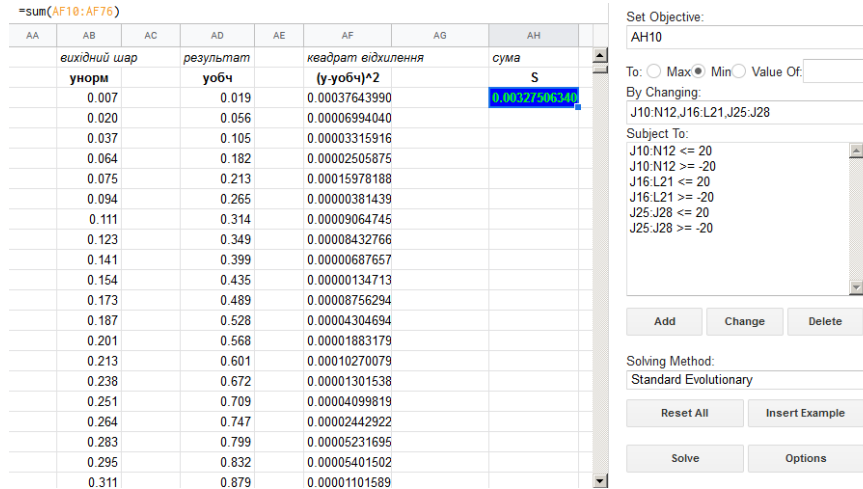 =sum(AF10:AF76)
AA AB AC AD AE AF AG AH
вихідний шар результат квадрат відхилення сума
yнорм yобч (y-yобч)^2 S
0.007 0.019 0.00037643990 0.00327506340
0.020 0.056 0.00006994040
0.037 0.105 0.00003315916
0.064 0.182 0.00002505875
0.075 0.213 0.00015978188
0.094 0.265 0.00000381439
0.111 0.314 0.00009064745
0.123 0.349 0.00008432766
0.141 0.399 0.00000687657
0.154 0.435 0.00000134713
0.173 0.489 0.00008756294
0.187 0.528 0.00004304694
0.201 0.568 0.00001883179
0.213 0.601 0.00010270079
0.238 0.672 0.00001301538
0.251 0.709 0.00004099819
0.264 0.747 0.00002442922
0.283 0.799 0.00005231695
0.295 0.832 0.00005401502
0.311 0.879 0.00001101589
Set Objective:
AH10
To: Max Min Value Of:
By Changing:
J10:N12,J16:L21,J25:J28
Subject To:
J10:N12 <= 20
J10:N12 >= -20
J16:L21 <= 20
J16:L21 >= -20
J25:J28 <= 20
J25:J28 >= -20
Add Change Delete
Solving Method:
Standard Evolutionary
Reset All Insert Example
Solve Options